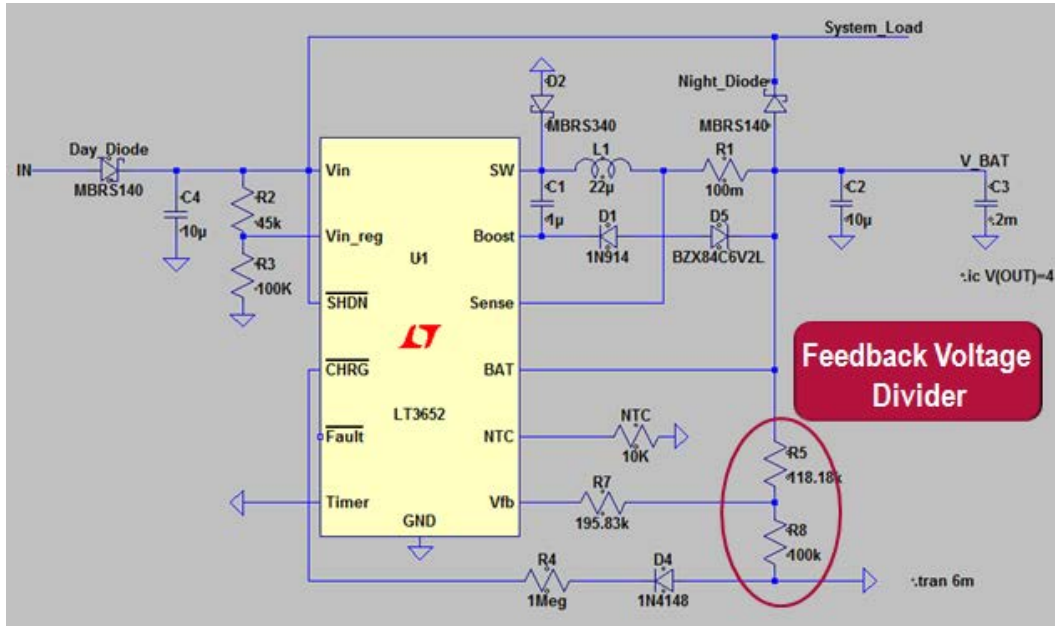 System_Load
D2
MBRS340
Night_Diode
MBRS140
IN
Day_Diode
MBRS140
C4
10µ
R2
45k
R3
100K
Vin
Vin_reg
SHDN
CHRG
Fault
Timer
U1
LT3652
GND
SW
Boost
Sense
BAT
NTC
Vfb
L1
22µ
R1
100m
C1
1µ
D1
1N914
D5
BZX84C6V2L
C2
10µ
V_BAT
C3
.2m
.ic V(OUT)=4
Feedback Voltage
Divider
NTC
10K
R5
118.18k
R7
195.83k
R8
100k
R4
1Meg
D4
1N4148
.tran 6m